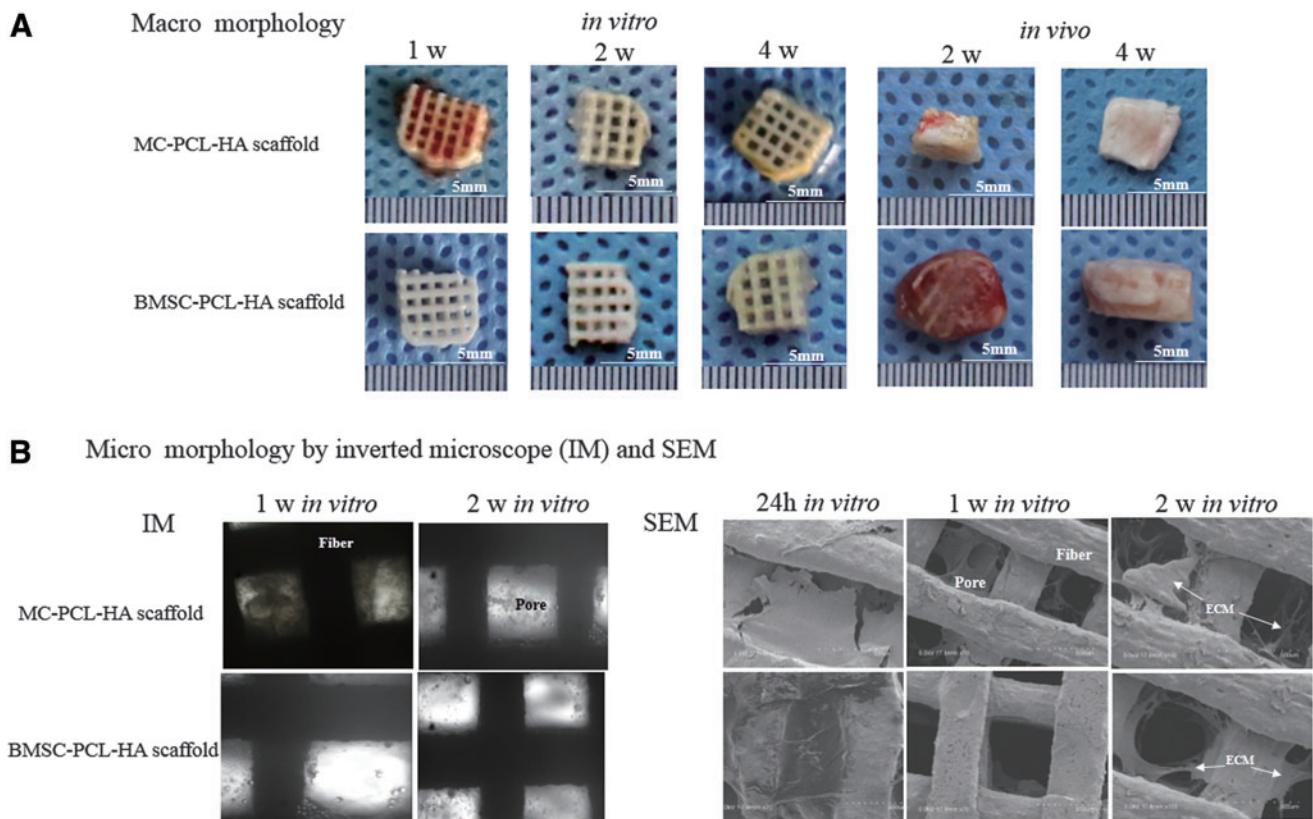 A
Macro morphology
in vitro
in vivo
1 w
2 w
4 w
2 w
4 w
MC-PCL-HA scaffold
5mm
5mm
5mm
5mm
5mm
BMSC-PCL-HA scaffold
5mm
5mm
5mm
5mm
5mm
B
Micro morphology by inverted microscope (IM) and SEM
IM
1 w in vitro
2 w in vitro
SEM
24h in vitro
1 w in vitro
2 w in vitro
MC-PCL-HA scaffold
Fiber
Pore
Pore
Fiber
ECM
BMSC-PCL-HA scaffold
ECM